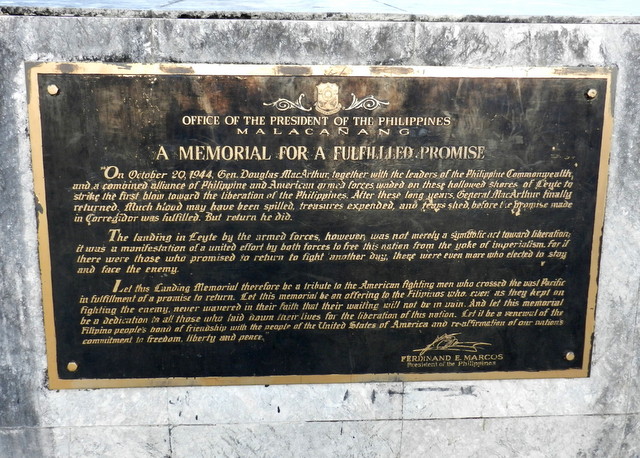 OFFICE OF THE PRESIDENT OF THE PHILIPPINES
MALACAÑANG
A MEMORIAL FOR A FULFILLED PROMISE
"On October 20, 1944, Gen. Douglas MacArthur, together with the leaders of the Philippine Commonwealth,
and a combined alliance of Philippine and American armed forces, waded on these hollowed shores of Leyte to
strike the first blow toward the liberation of the Philippines. After these long years, General MacArthur finally
returned. Much blood may have been spilled, treasures expended, and tears shed, before the promise made
in Corregidor was fulfilled. But return he did.
The landing in Leyte by the armed forces, however, was not merely a symbolic act toward liberation;
it was a manifestation of a united effort by both forces to free this nation from the yoke of imperialism. For if
there were those who promised to return to fight another day, there were even more who elected to stay
and face the enemy.
Let this Landing Memorial therefore be a tribute to the American fighting men who crossed the vast Pacific
in fulfillment of a promise to return. Let this memorial be an offering to the Filipinos who ever, as they kept on
fighting the enemy, never wavered in their faith that their waiting will not be in vain. And let this memorial
be a dedication to all those who laid down their lives for the liberation of this nation. Let it be a renewal of the
Filipino people's bond of friendship with the people of the United States of America and re-affirmation of our nation's
commitment to freedom, liberty and peace.
FERDINAND E. MARCOS
President of the Philippines